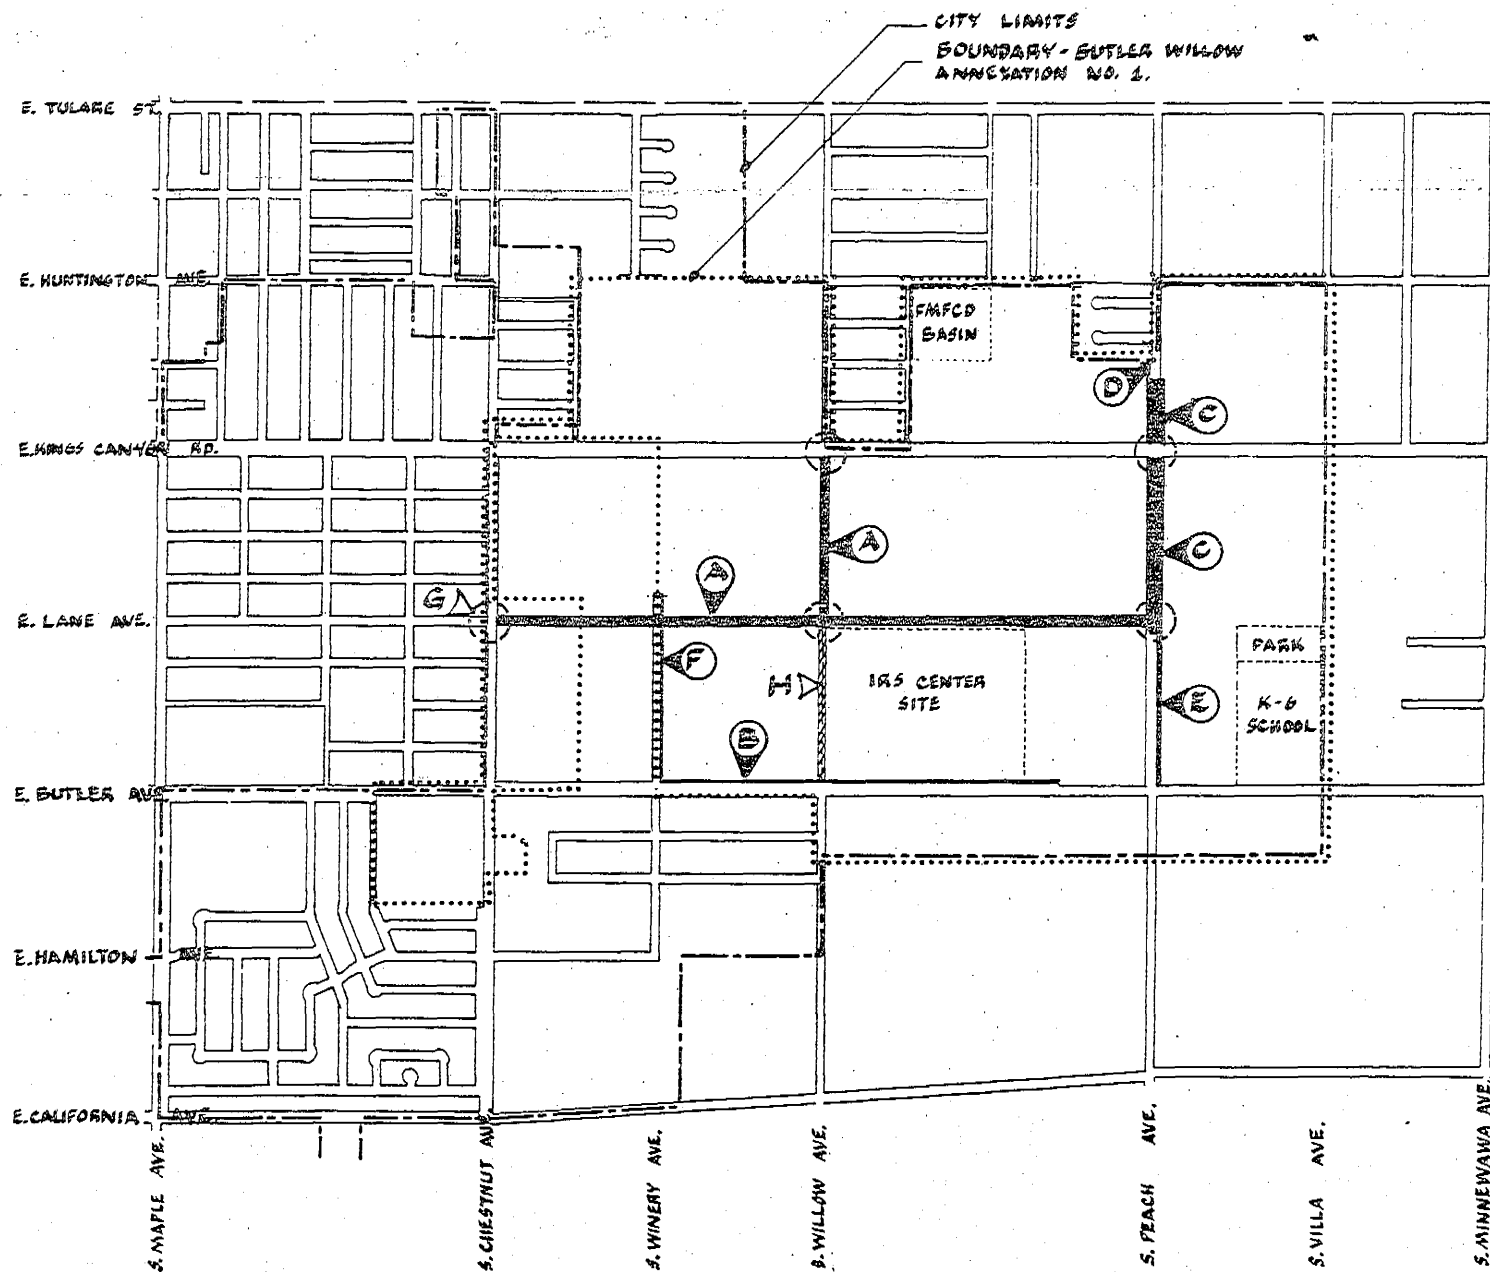 CITY LIMITS
BOUNDARY - BUTLER WILLOW
ANNEXATION NO. 1.
E. TULARE ST.
E. HUNTINGTON AVE.
FMFCD
BASIN
D
C
E. KINGS CANYON RD.
A
C
A
G
E. LANE AVE.
PARK
F
H
IRS CENTER
SITE
E
K-6
SCHOOL
B
E. BUTLER AVE
E. HAMILTON AVE
E. CALIFORNIA AVE.
S. MAPLE AVE.
S. CHESTNUT AVE
S. WINERY AVE.
S. WILLOW AVE.
S. PEACH AVE.
S. VILLA AVE.
S. MINNEWAWA AVE.